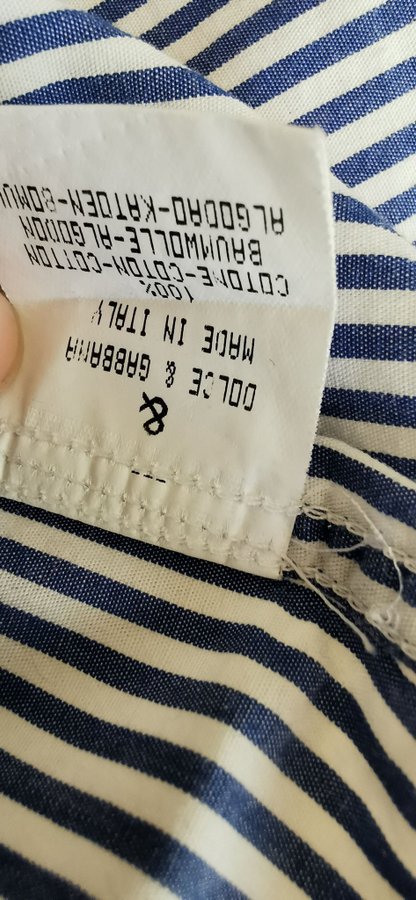 &
DOLCE & GABBANA
MADE IN ITALY
100%
COTONE-COTON-COTTON
BAUMWOLLE-ALGODON
ALGODAO-KATOEN-BOMU